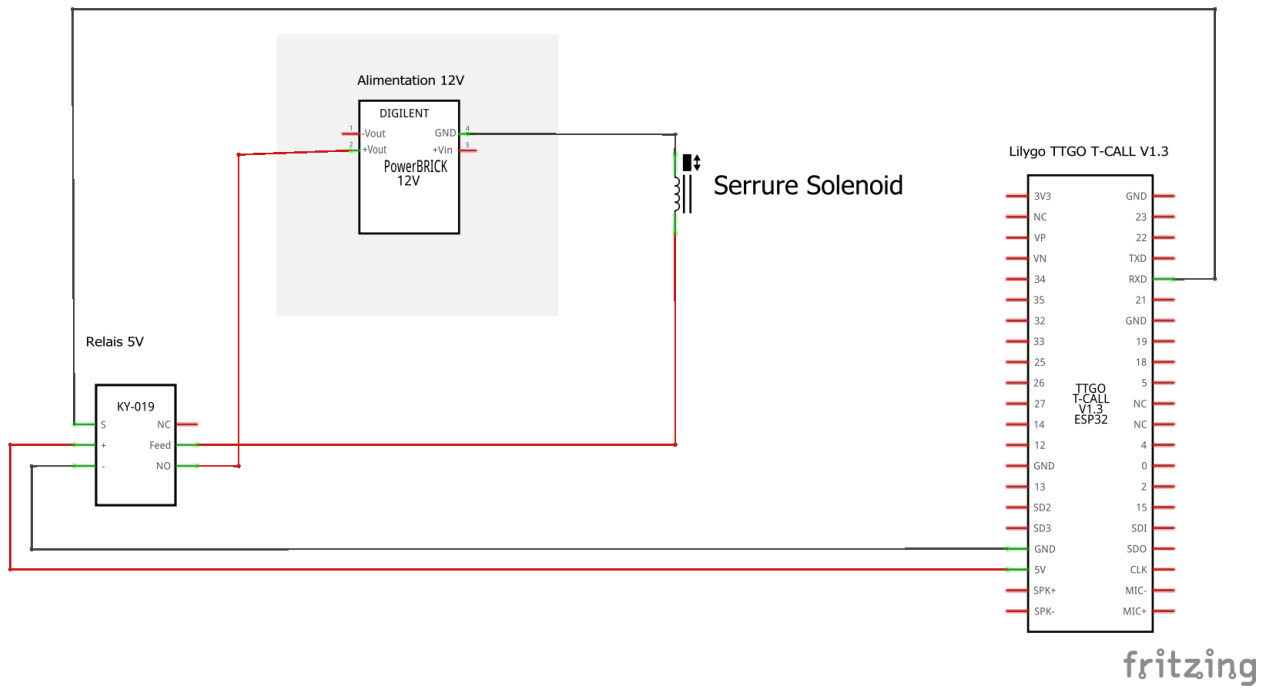 Alimentation 12V
DIGILENT
1
-Vout
GND
4
2
+Vout
+Vin
3
PowerBRICK
12V
Serrure Solenoid
Lilygo TTGO T-CALL V1.3
3V3
GND
NC
23
VP
22
VN
TXD
34
RXD
35
21
32
GND
33
19
25
18
26
5
27
NC
14
NC
12
4
GND
0
13
2
SD2
15
SD3
SDI
GND
SDO
5V
CLK
SPK+
MIC-
SPK-
MIC+
TTGO
T-CALL
V1.3
ESP32
Relais 5V
KY-019
S
NC
+
Feed
-
NO
fritzing